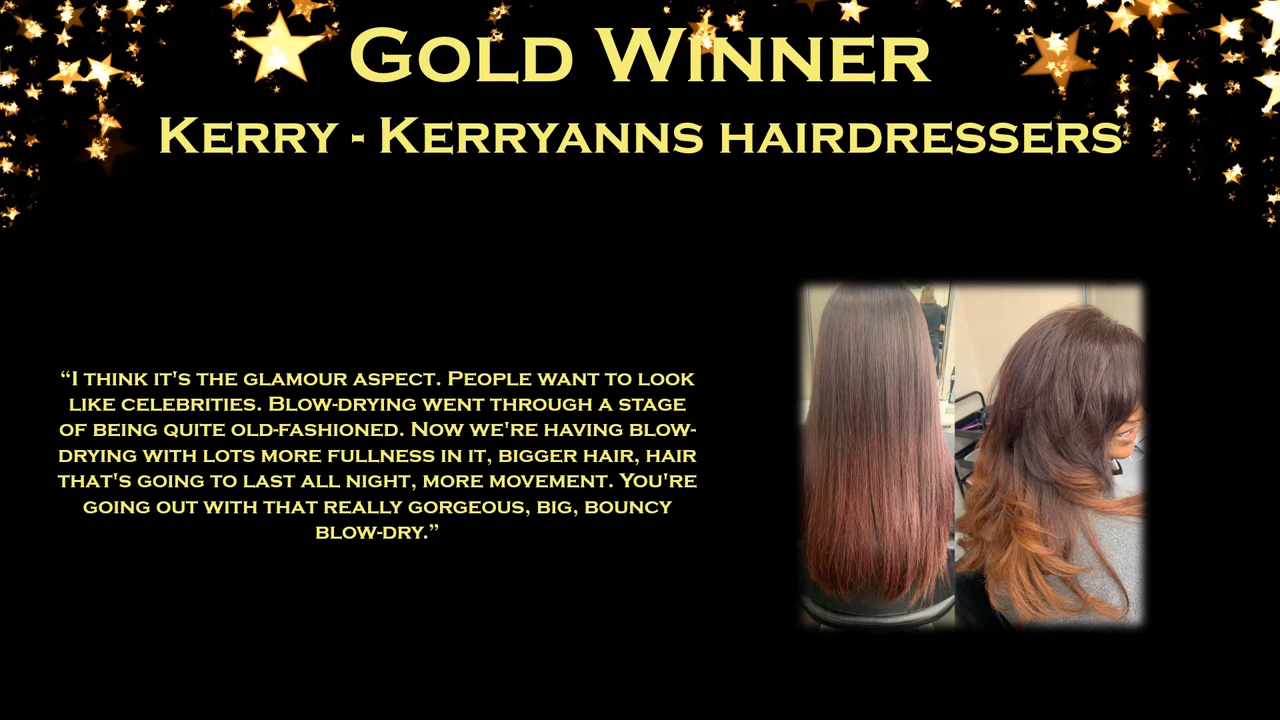 Gold Winner
Kerry - Kerryanns hairdressers
“I think it's the glamour aspect. People want to look
like celebrities. Blow-drying went through a stage
of being quite old-fashioned. Now we're having blow-
drying with lots more fullness in it, bigger hair, hair
that's going to last all night, more movement. You're
going out with that really gorgeous, big, bouncy
blow-dry.”